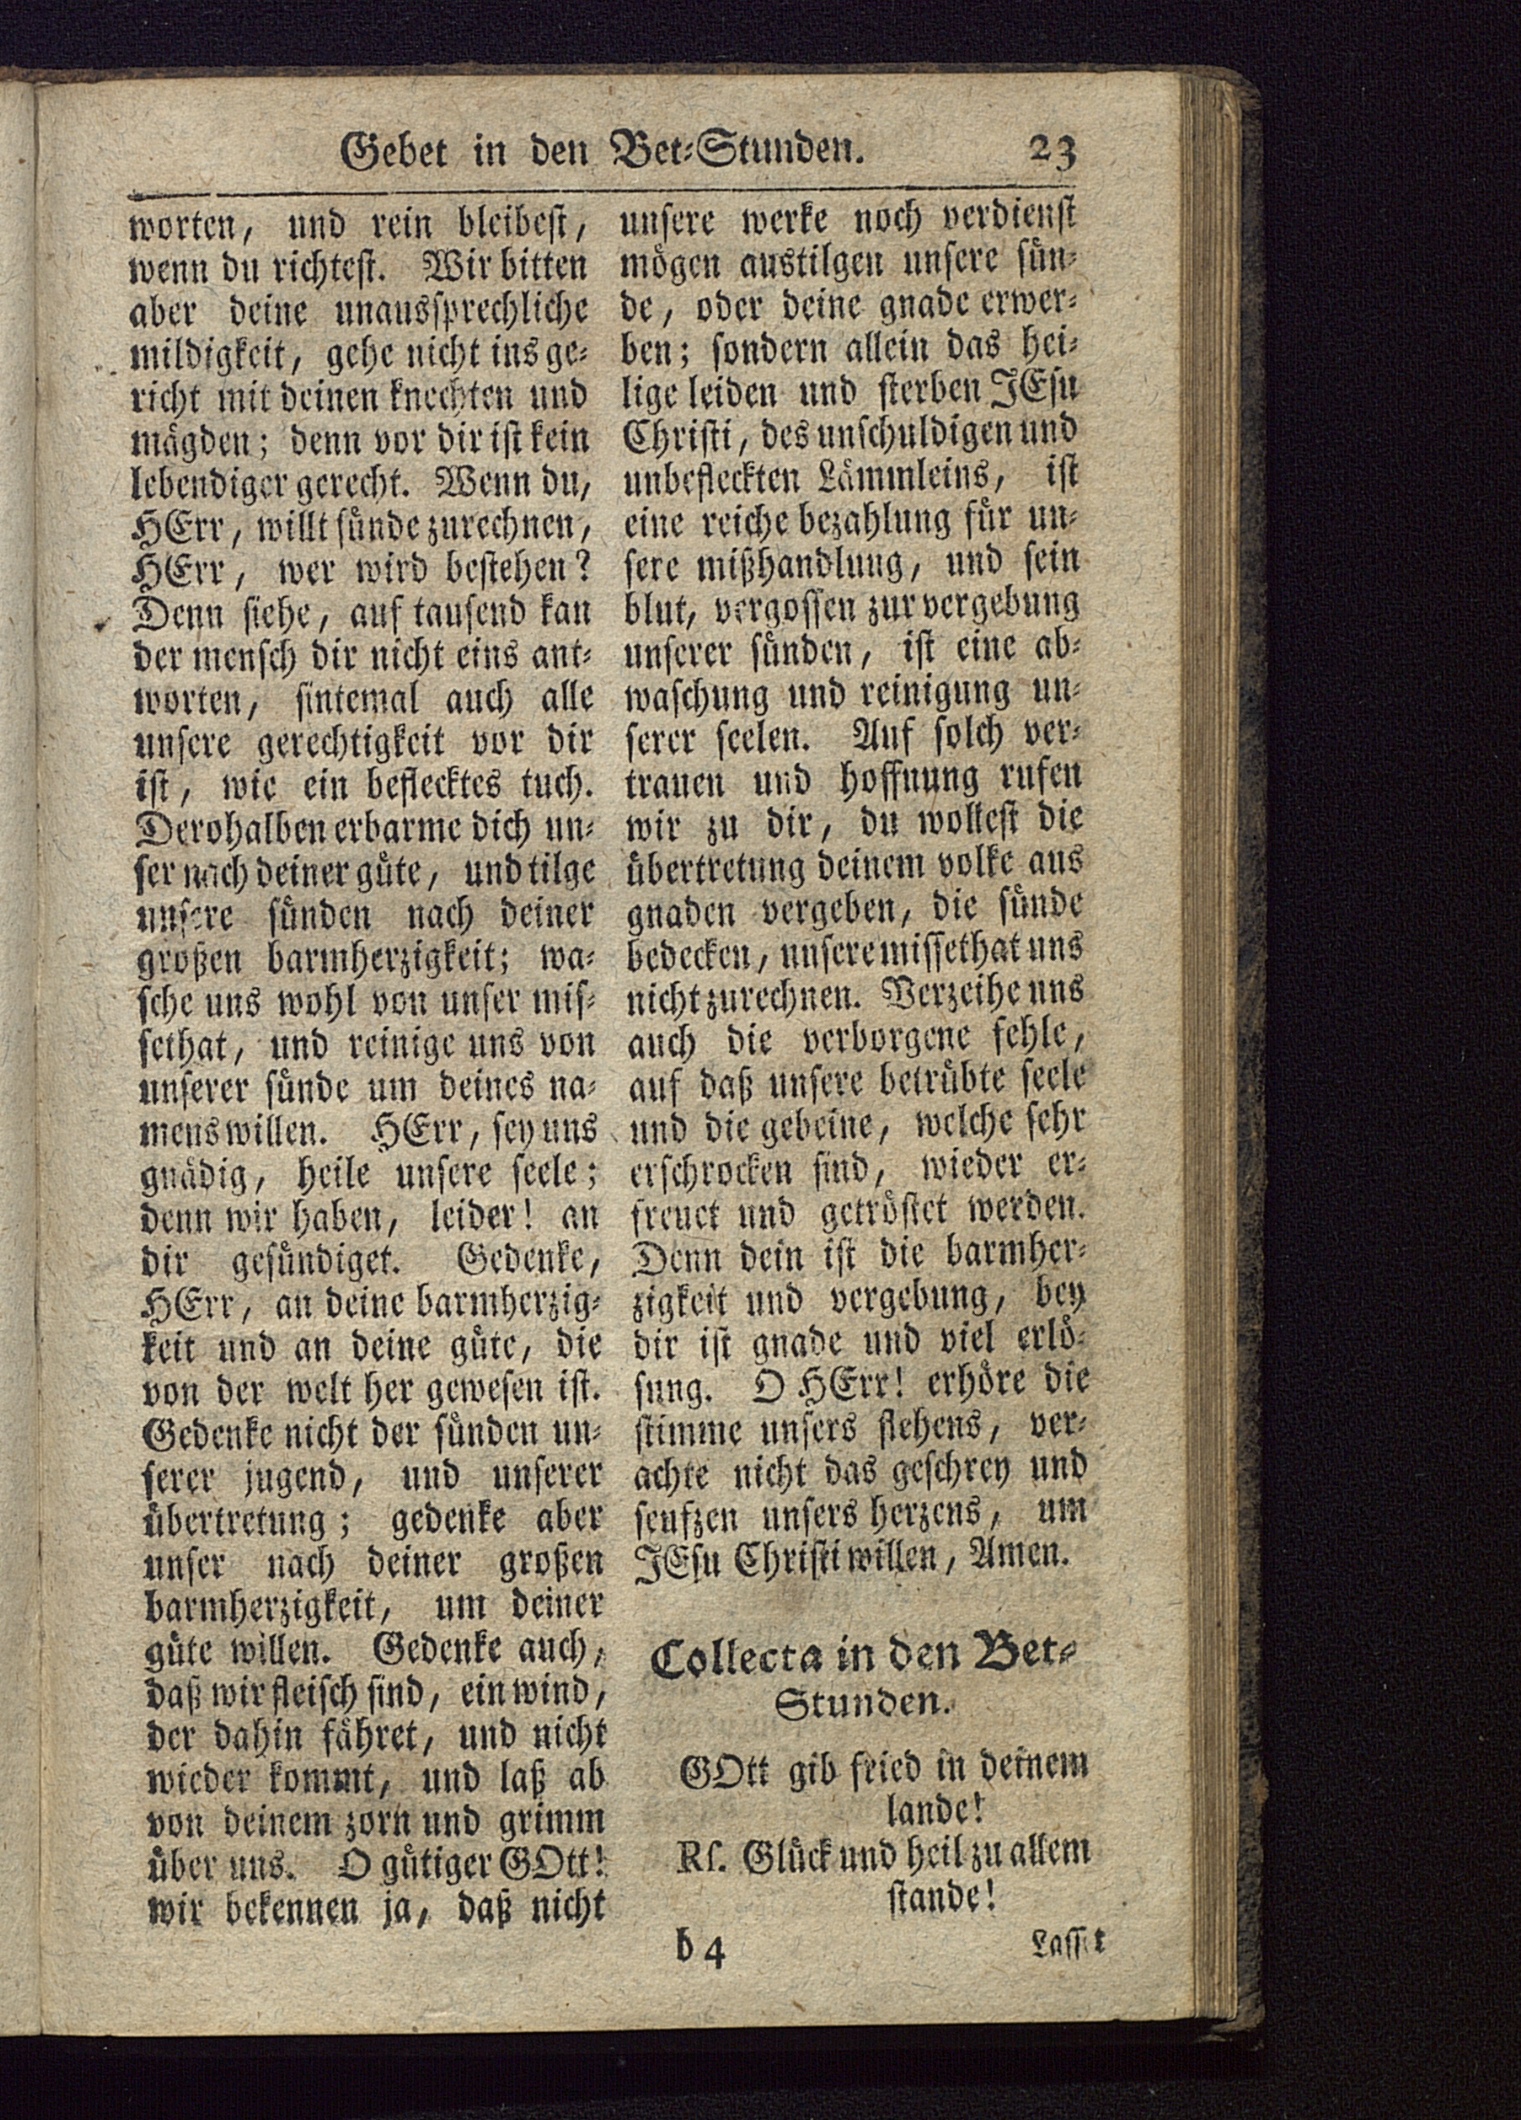 Gebet in den Bet-Stunden. 23
worten, und rein bleibest,
wenn du richtest. Wir bitten
aber deine unaussprechliche
mildigkeit, gehe nicht ins ge-
richt mit deinen knechten und
mägden; denn vor dir ist kein
lebendiger gerecht. Wenn du,
HErr, willt sünde zurechnen,
HErr, wer wird bestehen?
Denn siehe, auf tausend kan
der mensch dir nicht eins ant-
worten, sintemal auch alle
unsere gerechtigkeit vor dir
ist, wie ein beflecktes tuch.
Derohalben erbarme dich un-
ser nach deiner güte, und tilge
unsere sünden nach deiner
großen barmherzigkeit; wa-
sche uns wohl von unser mis-
sethat, und reinige uns von
unserer sünde um deines na-
mens willen. HErr, sey uns
gnädig, heile unsere seele;
denn wir haben, leider! an
dir gesündiget. Gedenke,
HErr, an deine barmherzig-
keit und an deine güte, die
von der welt her gewesen ist.
Gedenke nicht der sünden un-
serer jugend, und unserer
übertretung; gedenke aber
unser nach deiner großen
barmherzigkeit, um deiner
güte willen. Gedenke auch,
daß wir fleisch sind, ein wind,
der dahin fähret, und nicht
wieder kommt, und laß ab
von deinem zorn und grimm
über uns. O gütiger GOtt!
wir bekennen ja, daß nicht
unsere werke noch verdienst
mögen austilgen unsere sün-
de, oder deine gnade erwer-
ben; sondern allein das hei-
lige leiden und sterben JEsu
Christi, des unschuldigen und
unbefleckten Lämmleins, ist
eine reiche bezahlung für un-
sere mißhandlung, und sein
blut, vergossen zur vergebung
unserer sünden, ist eine ab-
waschung und reinigung un-
serer seelen. Auf solch ver-
trauen und hoffnung rufen
wir zu dir, du wollest die
übertretung deinem volke aus
gnaden vergeben, die sünde
bedecken, unsere missethat uns
nicht zurechnen. Verzeihe uns
auch die verborgene fehle,
auf daß unsere betrübte seele
und die gebeine, welche sehr
erschrocken sind, wieder er-
freuet und getröstet werden.
Denn dein ist die barmher-
zigkeit und vergebung, bey
dir ist gnade und viel erlö-
sung. O HErr! erhöre die
stimme unsers flehens, ver-
achte nicht das geschrey und
seufzen unsers herzens, um
JEsu Christi willen, Amen.
Collecta in den Bet-
Stunden.
GOtt gib fried in deinem
lande!
Rs. Glück und heil zu allem
stande!
b 4 Lasset